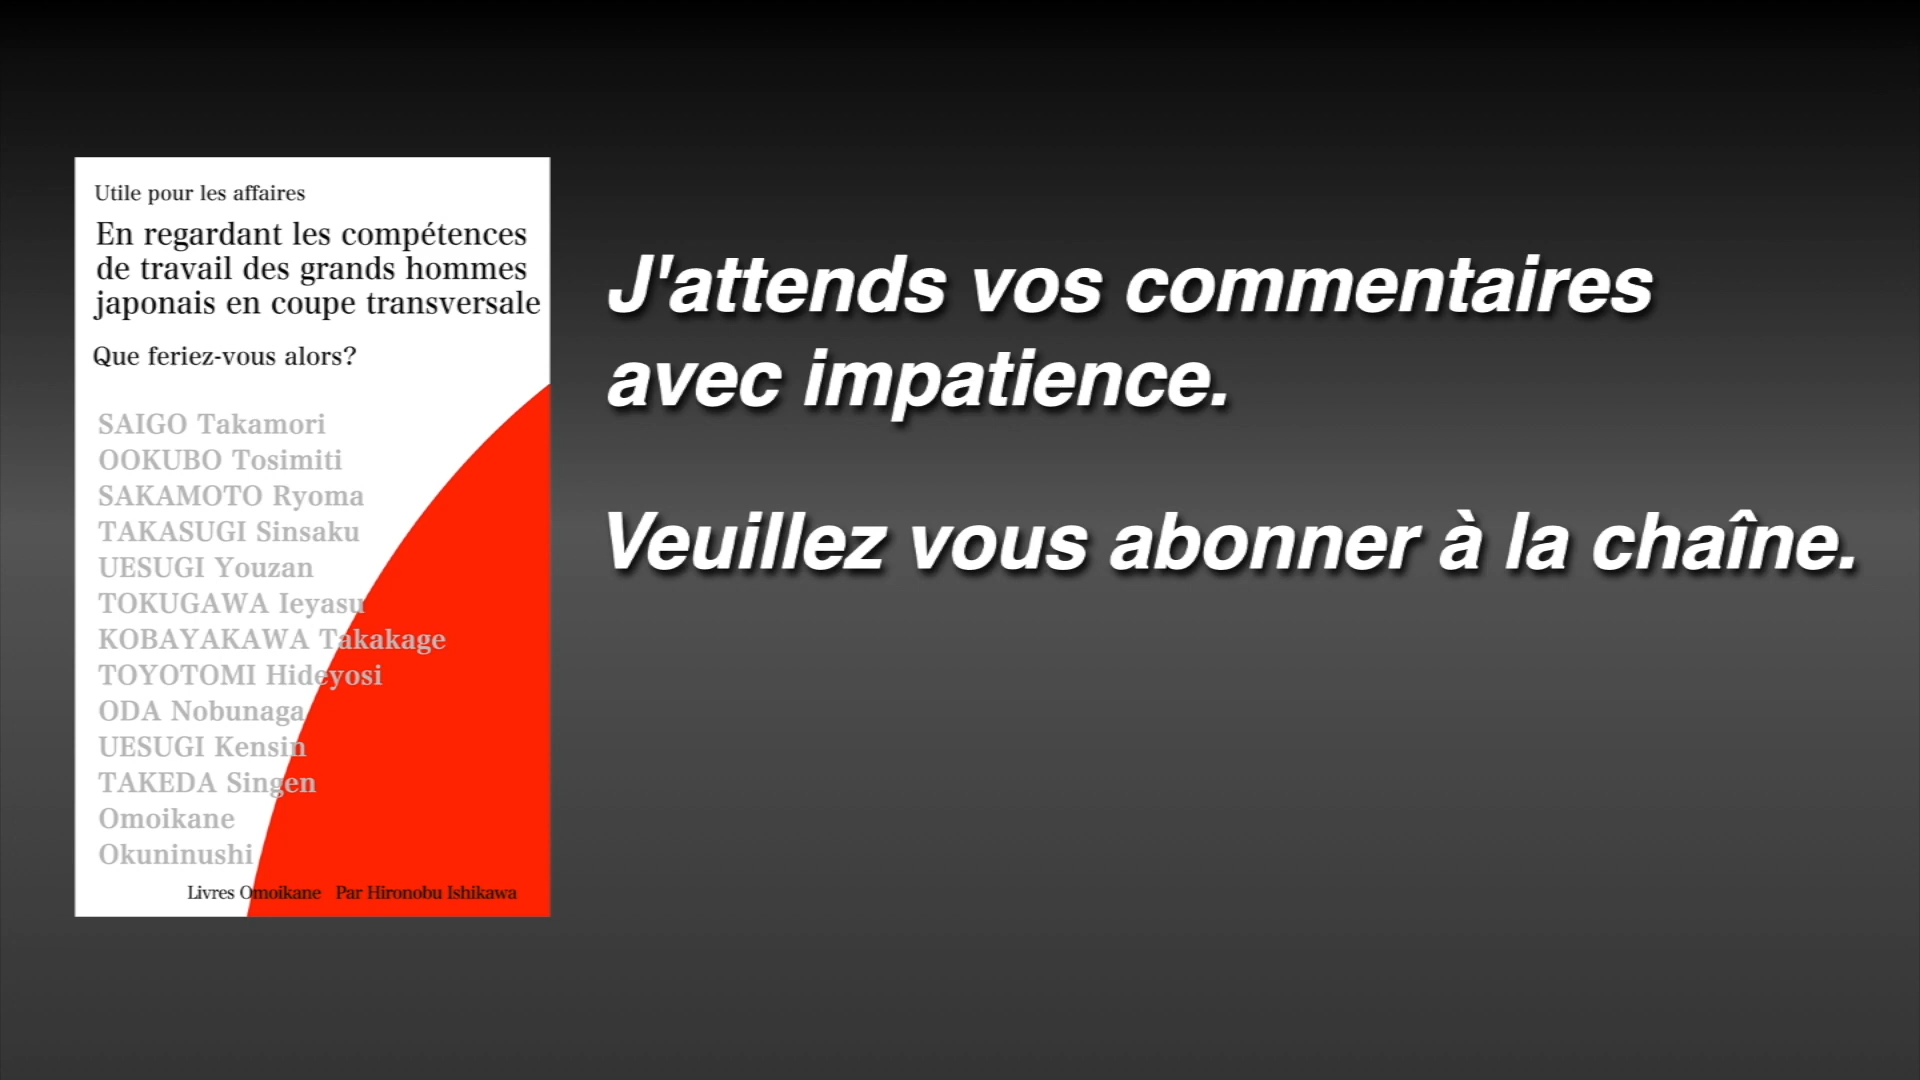 Utile pour les affaires
En regardant les compétences
de travail des grands hommes
japonais en coupe transversale
Que feriez-vous alors?
SAIGO Takamori
OOKUBO Tosimiti
SAKAMOTO Ryoma
TAKASUGI Sinsaku
UESUGI Youzan
TOKUGAWA Ieyasu
KOBAYAKAWA Takakage
TOYOTOMI Hideyosi
ODA Nobunaga
UESUGI Kensin
TAKEDA Singen
Omoikane
Okuninushi
Livres Omoikane Par Hironobu Ishikawa
J'attends vos commentaires
avec impatience.
Veuillez vous abonner à la chaîne.